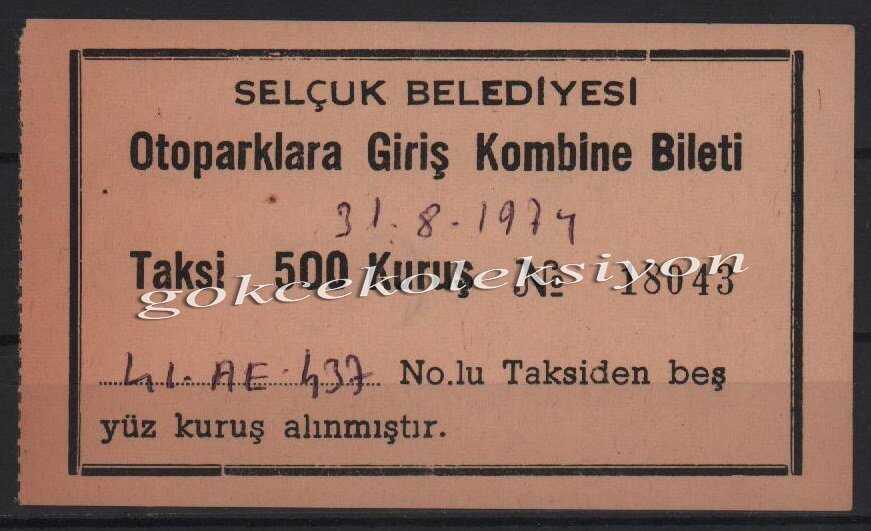 SELÇUK BELEDİYESİ
Otoparklara Giriş Kombine Bileti
31.8.1974
Taksi 500 Kuruş № 18043
gokcekoleksiyon
41.AE.437 No.lu Taksiden beş
yüz kuruş alınmıştır.